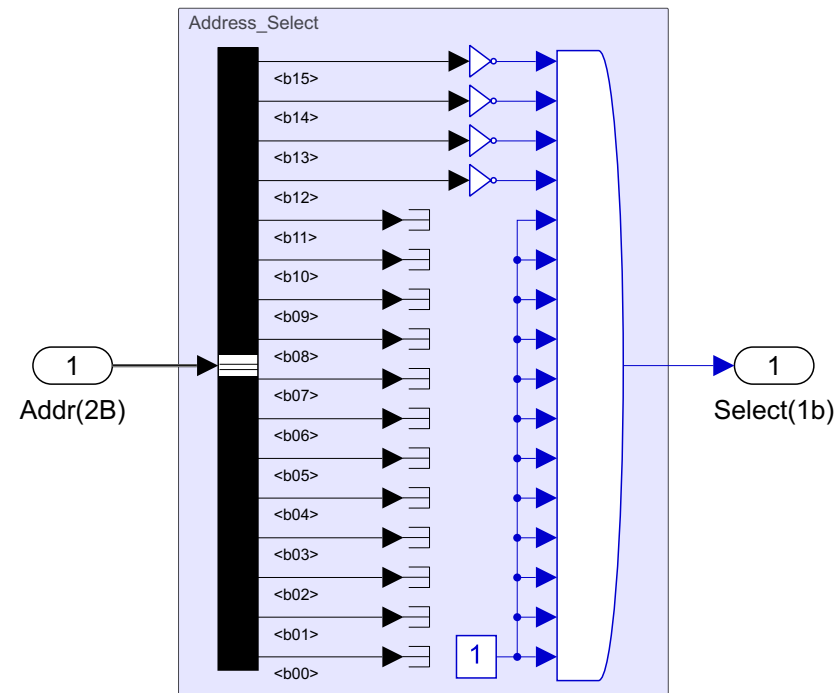 Address_Select
<b15>
<b14>
<b13>
<b12>
<b11>
<b10>
<b09>
<b08>
1
Addr(2B)
<b07>
1
Select(1b)
<b06>
<b05>
<b04>
<b03>
<b02>
<b01>
1
<b00>